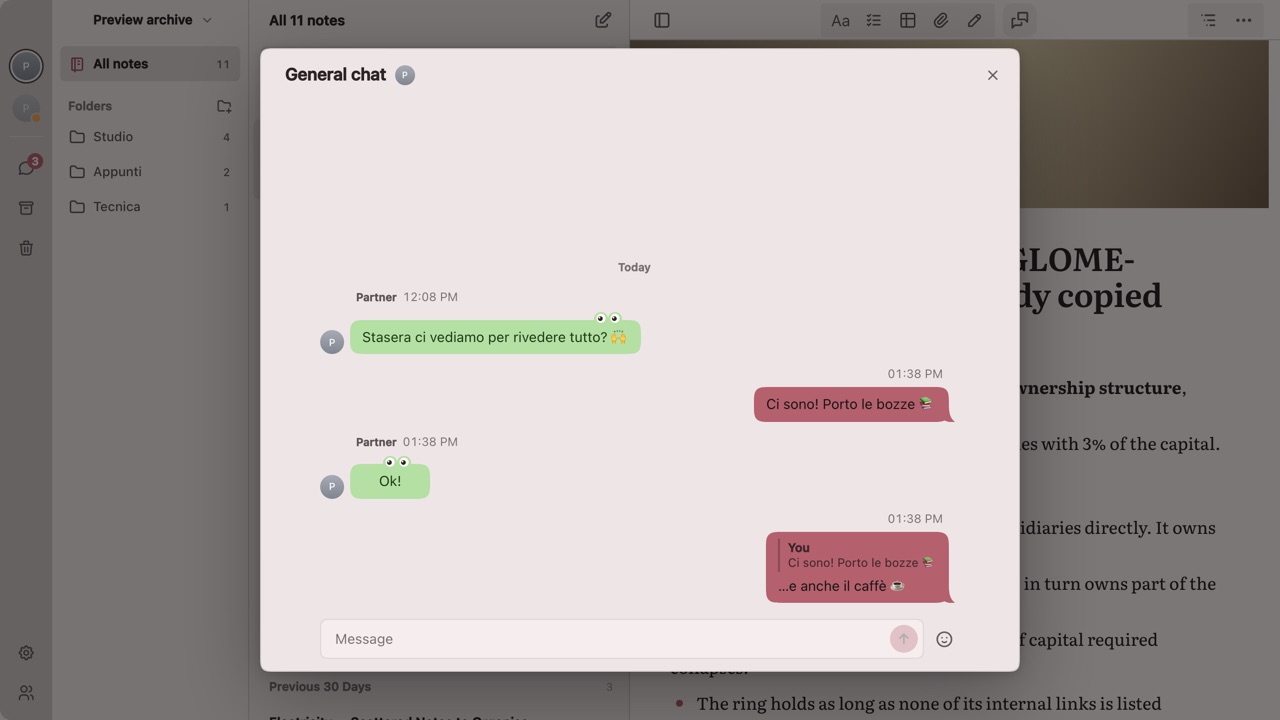 Preview archive
All 11 notes
Aa
P
All notes 11
P
Folders
Studio 4
3
Appunti 2
Tecnica 1
General chat P
Today
Partner 12:08 PM
P
Stasera ci vediamo per rivedere tutto? 🙌
01:38 PM
Ci sono! Porto le bozze 📚
Partner 01:38 PM
P
Ok!
01:38 PM
You
Ci sono! Porto le bozze 📚
...e anche il caffè ☕
Message
GLOME-
dy copied
wnership structure,
es with 3% of the capital.
idiaries directly. It owns
in turn owns part of the
f capital required
collapses.
The ring holds as long as none of its internal links is listed
Previous 30 Days 3